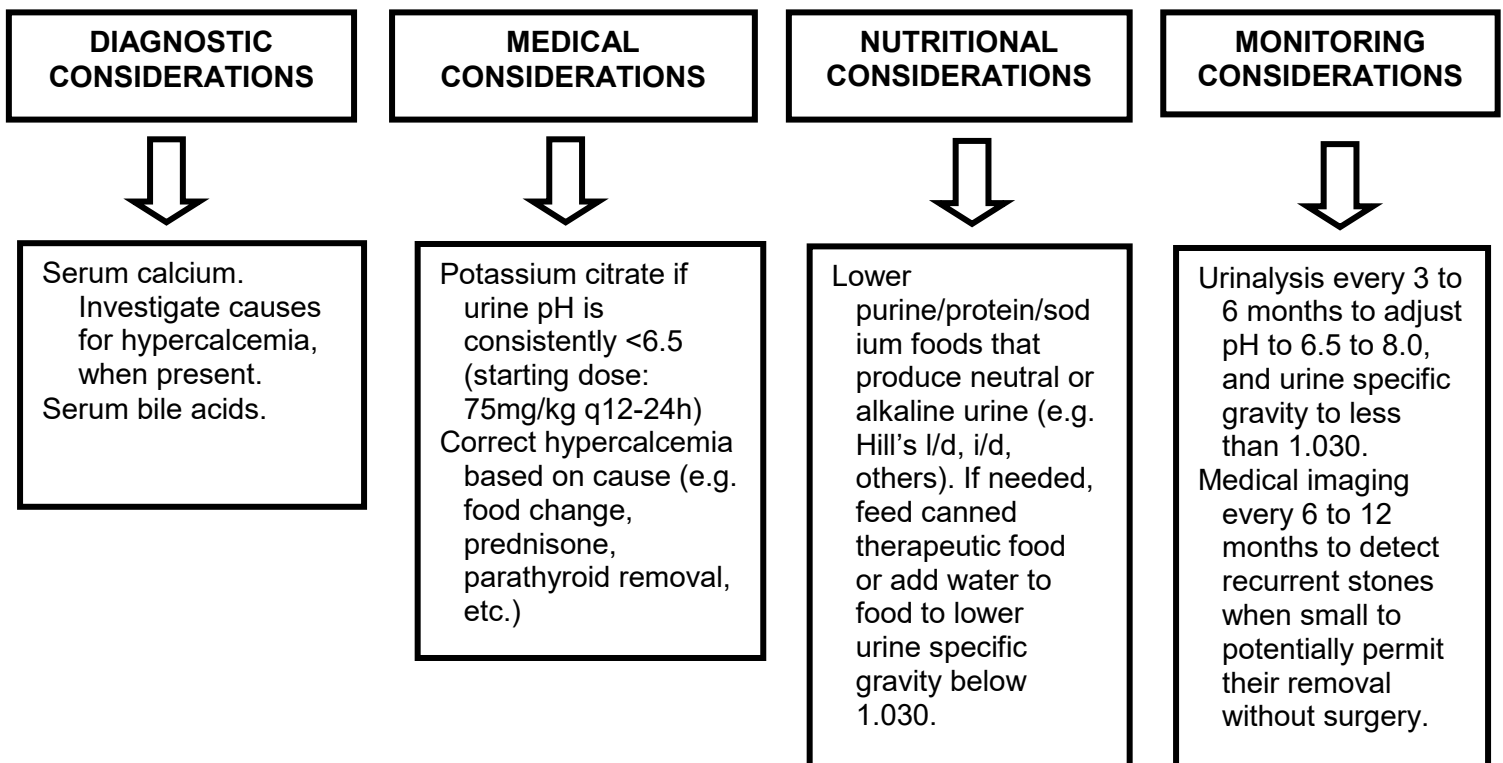 DIAGNOSTIC
CONSIDERATIONS
Serum calcium.
Investigate causes
for hypercalcemia,
when present.
Serum bile acids.
MEDICAL
CONSIDERATIONS
Potassium citrate if
urine pH is
consistently <6.5
(starting dose:
75mg/kg q12-24h)
Correct hypercalcemia
based on cause (e.g.
food change,
prednisone,
parathyroid removal,
etc.)
NUTRITIONAL
CONSIDERATIONS
Lower
purine/protein/sod
ium foods that
produce neutral or
alkaline urine (e.g.
Hill’s l/d, i/d,
others). If needed,
feed canned
therapeutic food
or add water to
food to lower
urine specific
gravity below
1.030.
MONITORING
CONSIDERATIONS
Urinalysis every 3 to
6 months to adjust
pH to 6.5 to 8.0,
and urine specific
gravity to less
than 1.030.
Medical imaging
every 6 to 12
months to detect
recurrent stones
when small to
potentially permit
their removal
without surgery.